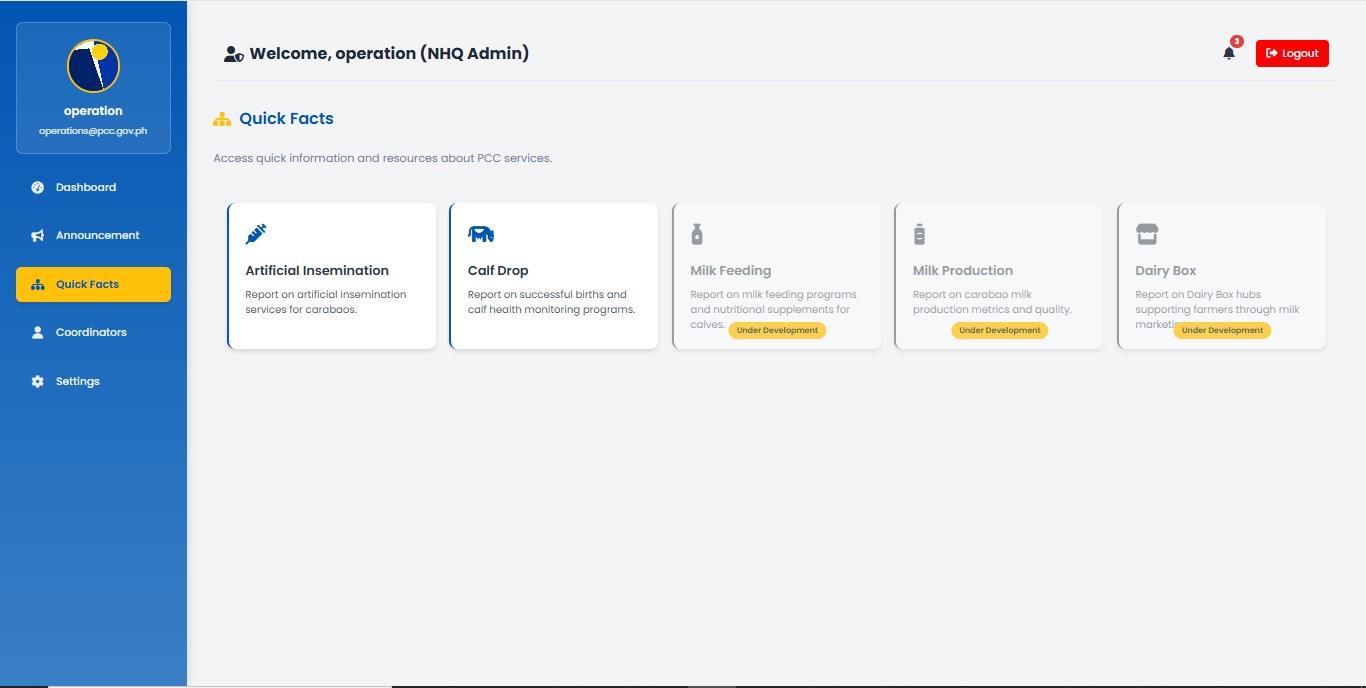 operation
operations@pcc.gov.ph
Dashboard
Announcement
Quick Facts
Coordinators
Settings
Welcome, operation (NHQ Admin)
3
Logout
Quick Facts
Access quick information and resources about PCC services.
Artificial Insemination
Report on artificial insemination
services for carabaos.
Calf Drop
Report on successful births and
calf health monitoring programs.
Milk Feeding
Report on milk feeding programs
and nutritional supplements for
calves.
Under Development
Milk Production
Report on carabao milk
production metrics and quality.
Under Development
Dairy Box
Report on Dairy Box hubs
supporting farmers through milk
Under Development